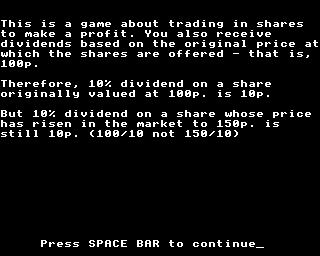 This is a game about trading in shares
to make a profit. You also receive
dividends based on the original price at
which the shares are offered - that is,
100p.
Therefore, 10% dividend on a share
originally valued at 100p. is 10p.
But 10% dividend on a share whose price
has risen in the market to 150p. is
still 10p. (100/10 not 150/10)
Press SPACE BAR to continue_